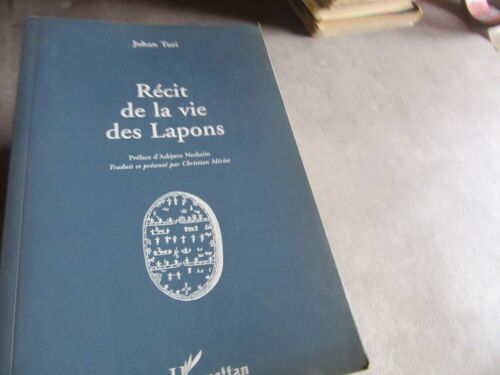 Johan Turi
Récit
de la vie
des Lapons
Préface d'Asbjørn Nesheim
Traduit et présenté par Christian Mériot